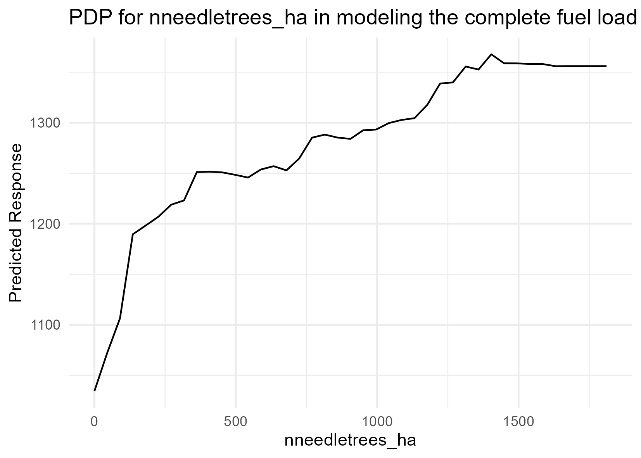 PDP for nneedletrees_ha in modeling the complete fuel load
Predicted Response
1300
1200
1100
0
500
1000
1500
nneedletrees_ha